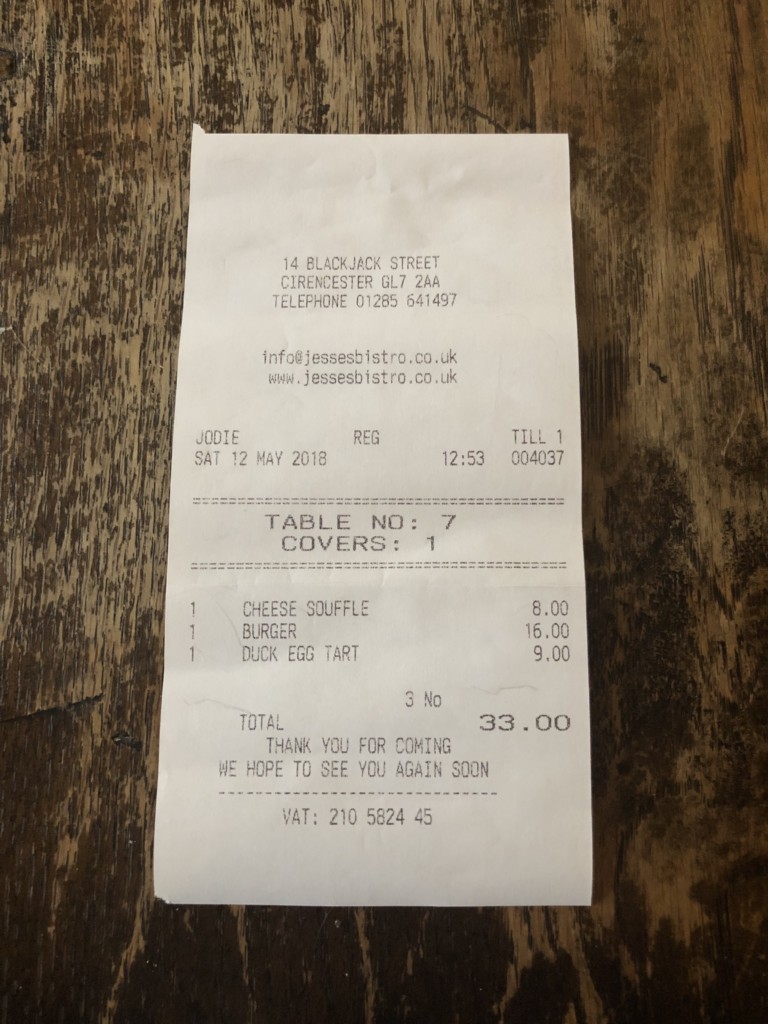 14 BLACKJACK STREET
CIRENCESTER GL7 2AA
TELEPHONE 01285 641497
info@jessesbistro.co.uk
www.jessesbistro.co.uk
JODIE REG TILL 1
SAT 12 MAY 2018 12:53 004037
TABLE NO: 7
COVERS: 1
1 CHEESE SOUFFLE 8.00
1 BURGER 16.00
1 DUCK EGG TART 9.00
3 No
TOTAL 33.00
THANK YOU FOR COMING
WE HOPE TO SEE YOU AGAIN SOON
VAT: 210 5824 45